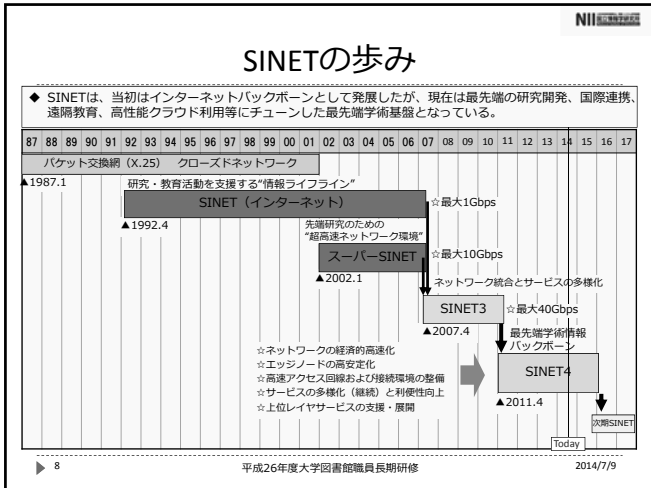 NII
SINETの歩み
◆ SINETは、当初はインターネットバックボーンとして発展したが、現在は最先端の研究開発、国際連携、
遠隔教育、高性能クラウド利用等にチューンした最先端学術基盤となっている。
87 88 89 90 91 92 93 94 95 96 97 98 99 00 01 02 03 04 05 06 07 08 09 10 11 12 13 14 15 16 17
パケット交換網（X.25） クローズドネットワーク
▲1987.1
研究・教育活動を支援する“情報ライフライン”
SINET（インターネット）
☆最大1Gbps
▲1992.4
先端研究のための
“超高速ネットワーク環境”
スーパーSINET
☆最大10Gbps
▲2002.1
ネットワーク統合とサービスの多様化
SINET3
☆最大40Gbps
▲2007.4
最先端学術情報
バックボーン
☆ネットワークの経済的高速化
☆エッジノードの高安定化
☆高速アクセス回線および接続環境の整備
☆サービスの多様化（継続）と利便性向上
☆上位レイヤサービスの支援・展開
SINET4
▲2011.4
次期SINET
Today
8
平成26年度大学図書館職員長期研修
2014/7/9